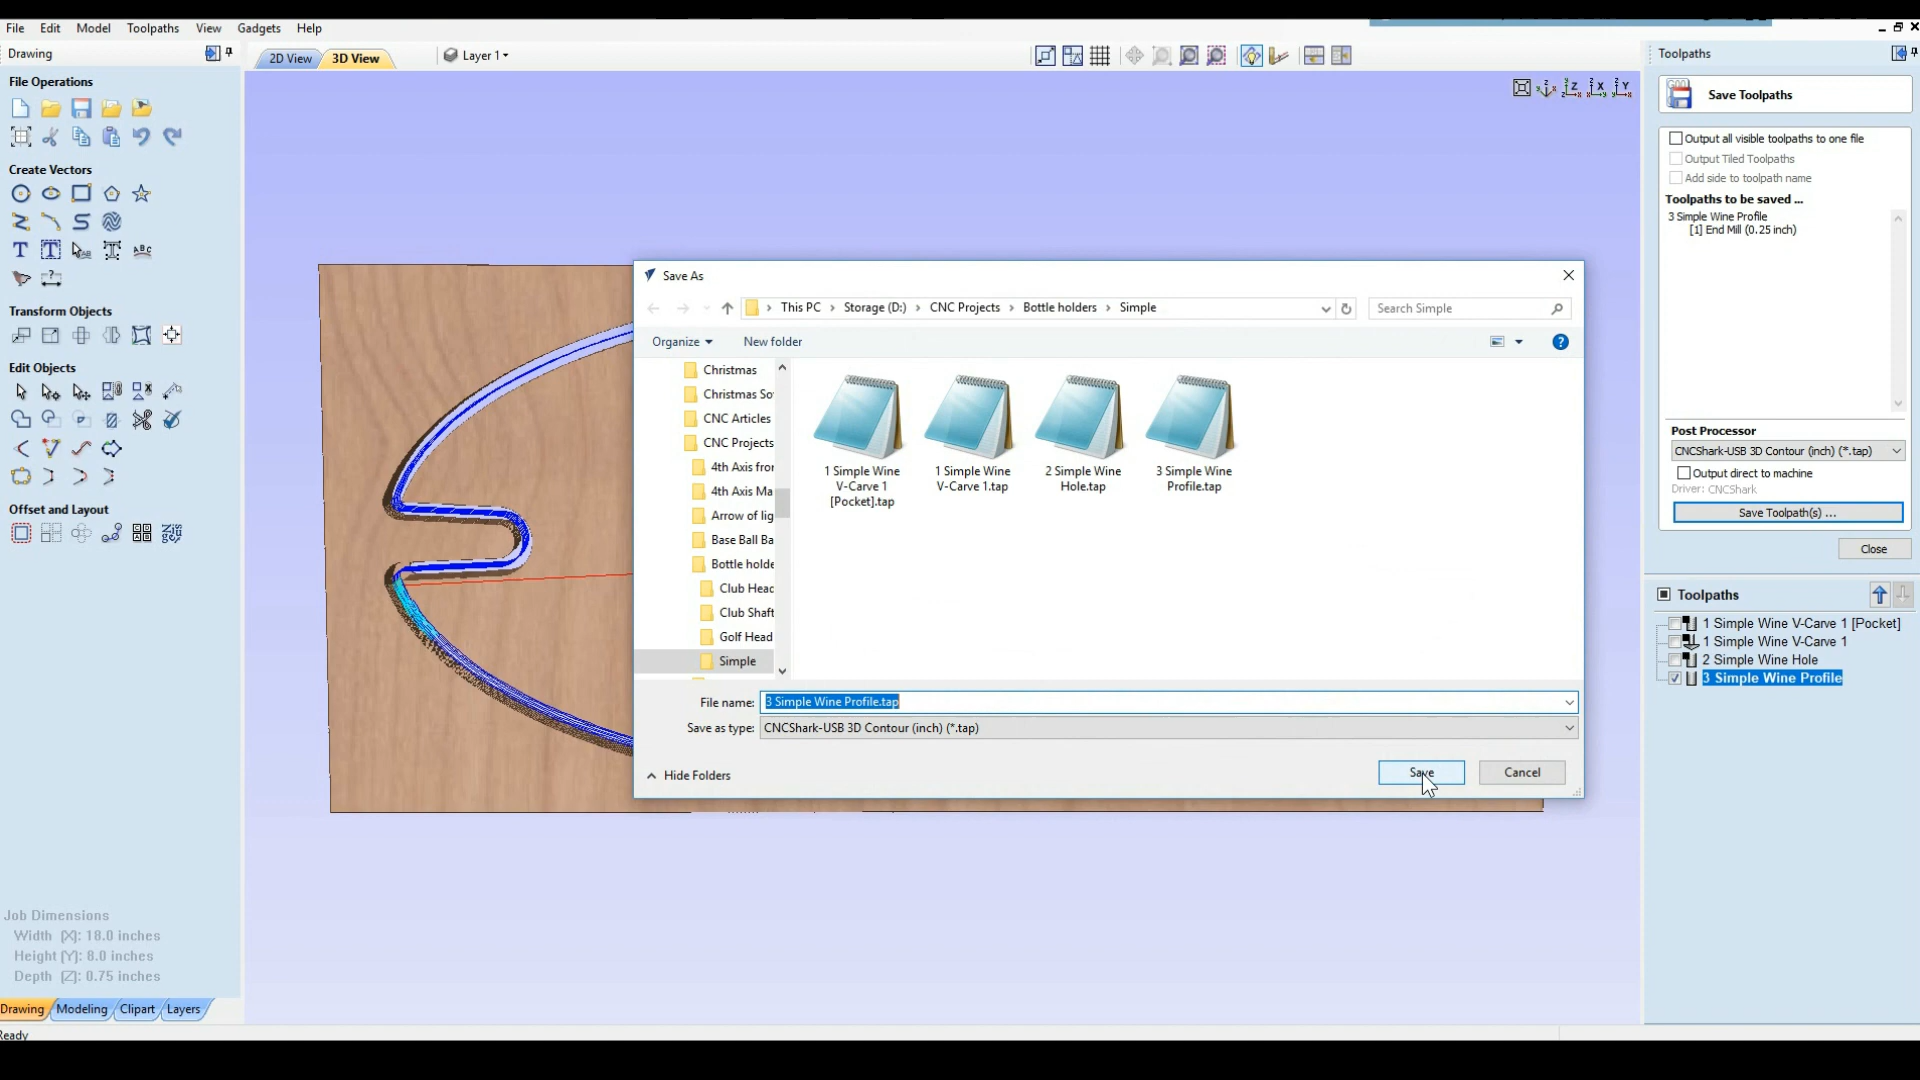 File Edit Model Toolpaths View Gadgets Help
Drawing
File Operations
Create Vectors
Transform Objects
Edit Objects
Offset and Layout
Job Dimensions
Width (X): 18.0 inches
Height (Y): 8.0 inches
Depth (Z): 0.75 inches
Drawing Modeling Clipart Layers
Ready
2D View 3D View
Layer 1
Save As
This PC > Storage (D:) > CNC Projects > Bottle holders > Simple
Search Simple
Organize New folder
Christmas
Christmas So
CNC Articles
CNC Projects
4th Axis fror
4th Axis Ma
Arrow of lig
Base Ball Ba
Bottle holde
Club Head
Club Shaft
Golf Head
Simple
1 Simple Wine
V-Carve 1
[Pocket].tap
1 Simple Wine
V-Carve 1.tap
2 Simple Wine
Hole.tap
3 Simple Wine
Profile.tap
File name: 3 Simple Wine Profile.tap
Save as type: CNCShark-USB 3D Contour (inch) (*.tap)
Hide Folders
Save Cancel
Toolpaths
Save Toolpaths
Output all visible toolpaths to one file
Output Tiled Toolpaths
Add side to toolpath name
Toolpaths to be saved ...
3 Simple Wine Profile
[1] End Mill (0.25 inch)
Post Processor
CNCShark-USB 3D Contour (inch) (*.tap)
Output direct to machine
Driver: CNCShark
Save Toolpath(s) ...
Close
Toolpaths
1 Simple Wine V-Carve 1 [Pocket]
1 Simple Wine V-Carve 1
2 Simple Wine Hole
3 Simple Wine Profile